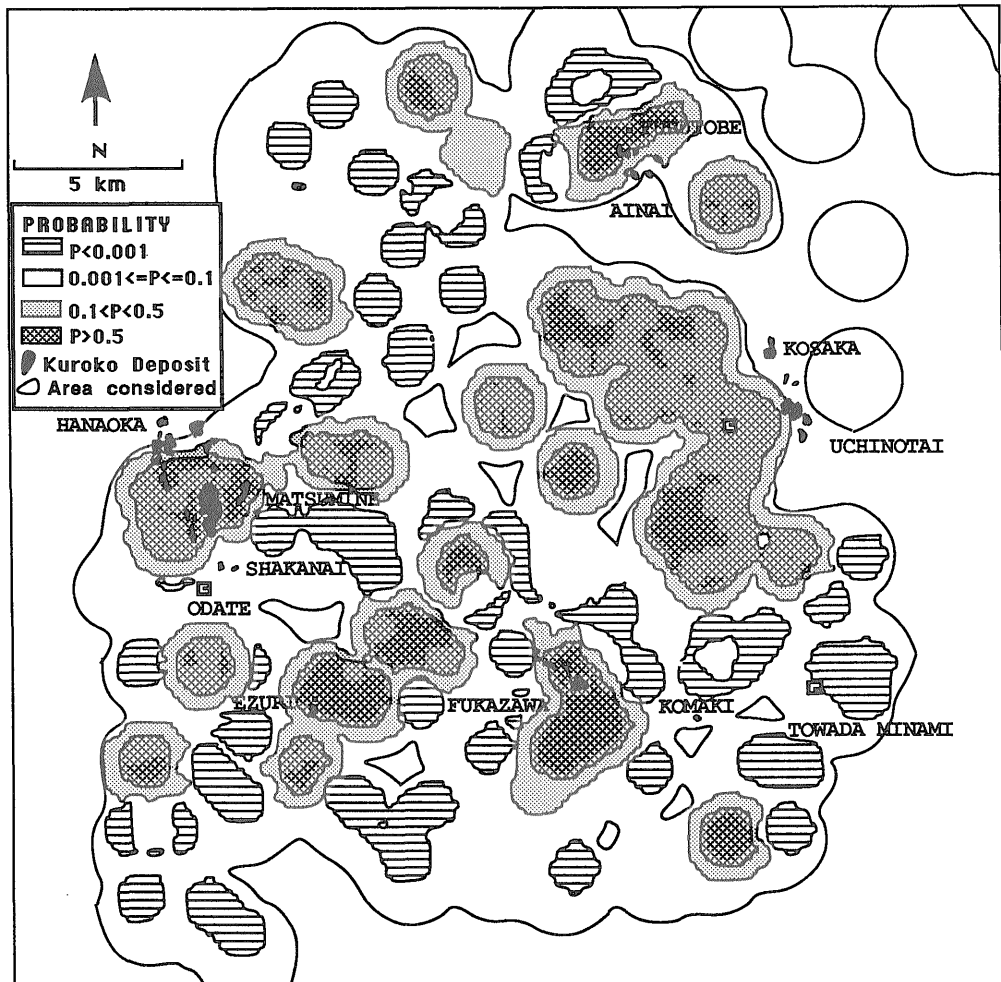 N
5 km
PROBABILITY
P<0.001
0.001<=P<=0.1
0.1<P<0.5
P>0.5
Kuroko Deposit
Area considered
AINAI
KOSAKA
HANAOKA
UCHINOTAI
MATSUMINE
SHAKANAI
ODATE
FUKAZAWA
KOMAKI
TOWADA MINAMI